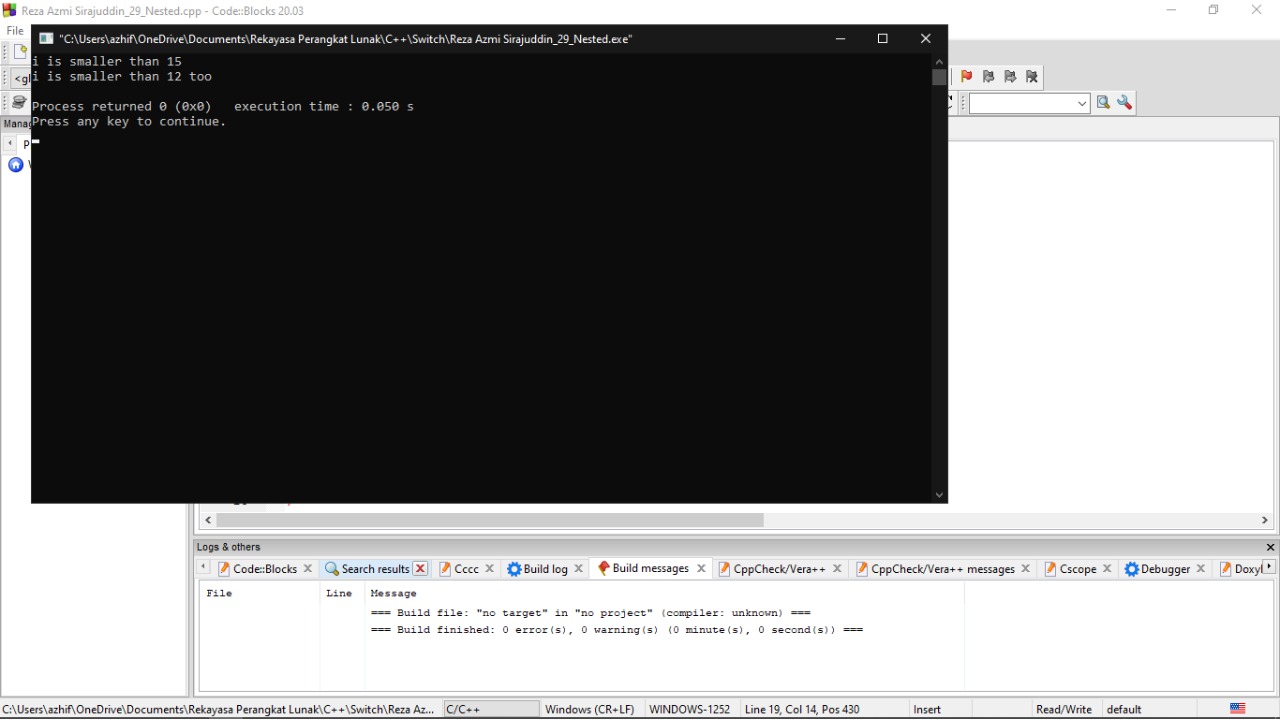 Reza Azmi Sirajuddin_29_Nested.cpp - Code::Blocks 20.03
File
"C:\Users\azhif\OneDrive\Documents\Rekayasa Perangkat Lunak\C++\Switch\Reza Azmi Sirajuddin_29_Nested.exe"
i is smaller than 15
i is smaller than 12 too
Process returned 0 (0x0)   execution time : 0.050 s
Press any key to continue.
Logs & others
Code::Blocks Search results Cccc Build log Build messages CppCheck/Vera++ CppCheck/Vera++ messages Cscope Debugger
File Line Message
=== Build file: "no target" in "no project" (compiler: unknown) ===
=== Build finished: 0 error(s), 0 warning(s) (0 minute(s), 0 second(s)) ===
C:\Users\azhif\OneDrive\Documents\Rekayasa Perangkat Lunak\C++\Switch\Reza Az... C/C++ Windows (CR+LF) WINDOWS-1252 Line 19, Col 14, Pos 430 Insert Read/Write default